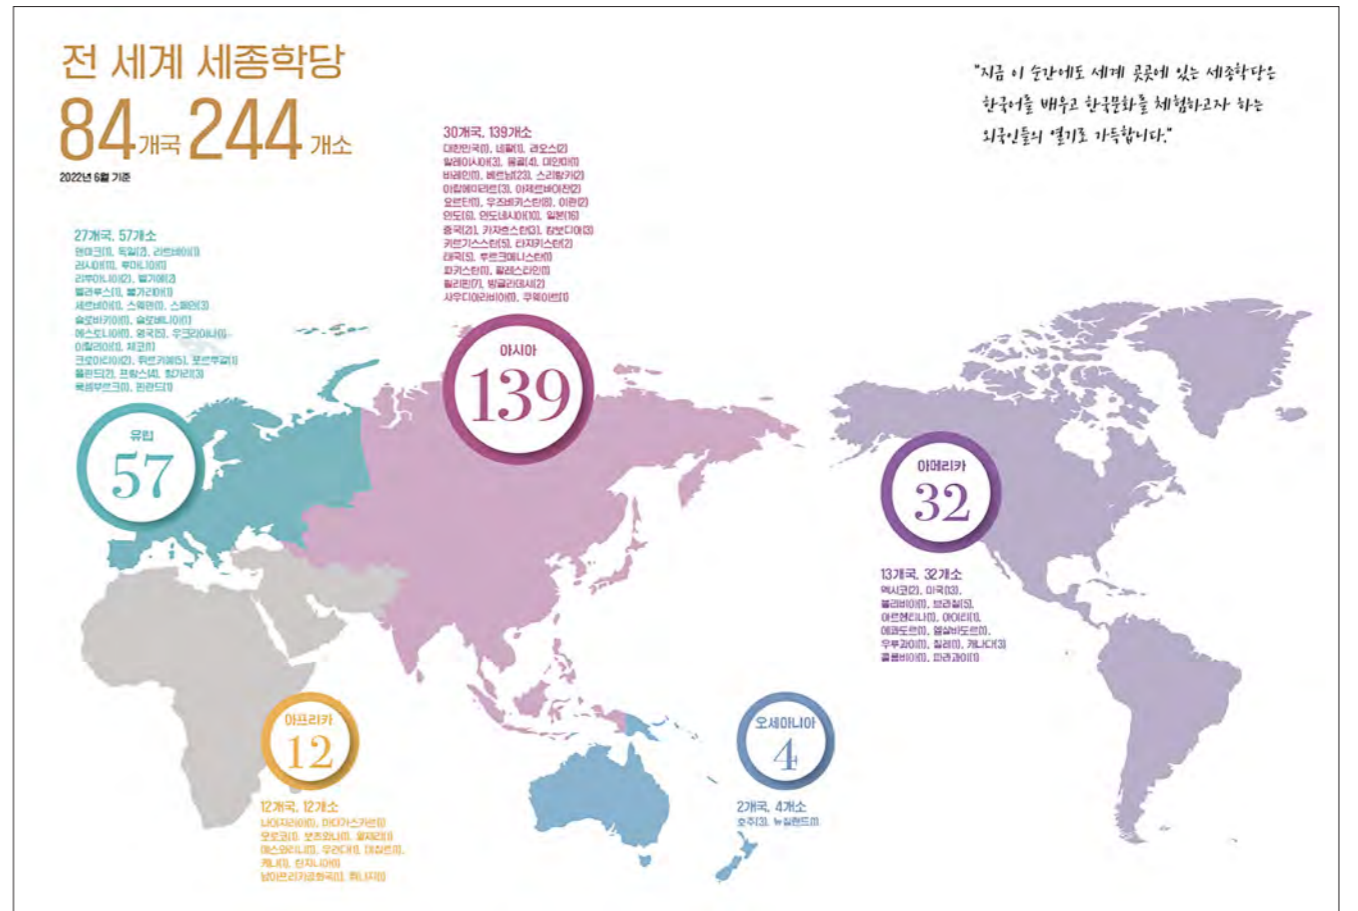 전 세계 세종학당
84개국 244개소
2022년 6월 기준
"지금 이 순간에도 세계 곳곳에 있는 세종학당은
한국어를 배우고 한국문화를 체험하고자 하는
외국인들의 열기로 가득합니다."
30개국, 139개소
대한민국(1), 네팔(1), 라오스(2)
말레이시아(3), 몽골(4), 미얀마(1)
바레인(1), 베트남(23), 스리랑카(2)
아랍에미리트(3), 아제르바이잔(2)
요르단(1), 우즈베키스탄(8), 이란(2)
인도(6), 인도네시아(10), 일본(16)
중국(21), 카자흐스탄(3), 캄보디아(3)
키르기스스탄(5), 타지키스탄(2)
태국(5), 투르크메니스탄(1)
파키스탄(1), 팔레스타인(1)
필리핀(7), 방글라데시(2)
사우디아라비아(1), 쿠웨이트(1)
아시아
139
27개국, 57개소
덴마크(1), 독일(2), 라트비아(1)
러시아(11), 루마니아(1)
리투아니아(2), 벨기에(2)
벨라루스(1), 불가리아(1)
세르비아(1), 스웨덴(1), 스페인(3)
슬로바키아(1), 슬로베니아(1)
에스토니아(1), 영국(5), 우크라이나(1)
이탈리아(1), 체코(1)
크로아티아(2), 튀르키예(5), 포르투갈(1)
폴란드(2), 프랑스(4), 헝가리(3)
룩셈부르크(1), 핀란드(1)
유럽
57
아메리카
32
13개국, 32개소
멕시코(2), 미국(13),
볼리비아(1), 브라질(5),
아르헨티나(1), 아이티(1),
에콰도르(1), 엘살바도르(1),
우루과이(1), 칠레(1), 캐나다(3)
콜롬비아(1), 파라과이(1)
아프리카
12
12개국, 12개소
나이지리아(1), 마다가스카르(1)
모로코(1), 보츠와나(1), 알제리(1)
에스와티니(1), 우간다(1), 이집트(1),
케냐(1), 탄자니아(1)
남아프리카공화국(1), 튀니지(1)
오세아니아
4
2개국, 4개소
호주(3), 뉴질랜드(1)